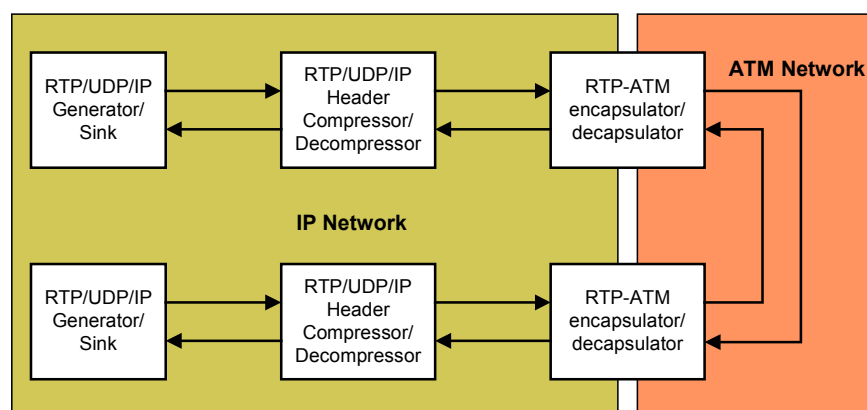 RTP/UDP/IP
Generator/
Sink
RTP/UDP/IP
Header
Compressor/
Decompressor
RTP-ATM
encapsulator/
decapsulator
ATM Network
IP Network
RTP/UDP/IP
Generator/
Sink
RTP/UDP/IP
Header
Compressor/
Decompressor
RTP-ATM
encapsulator/
decapsulator